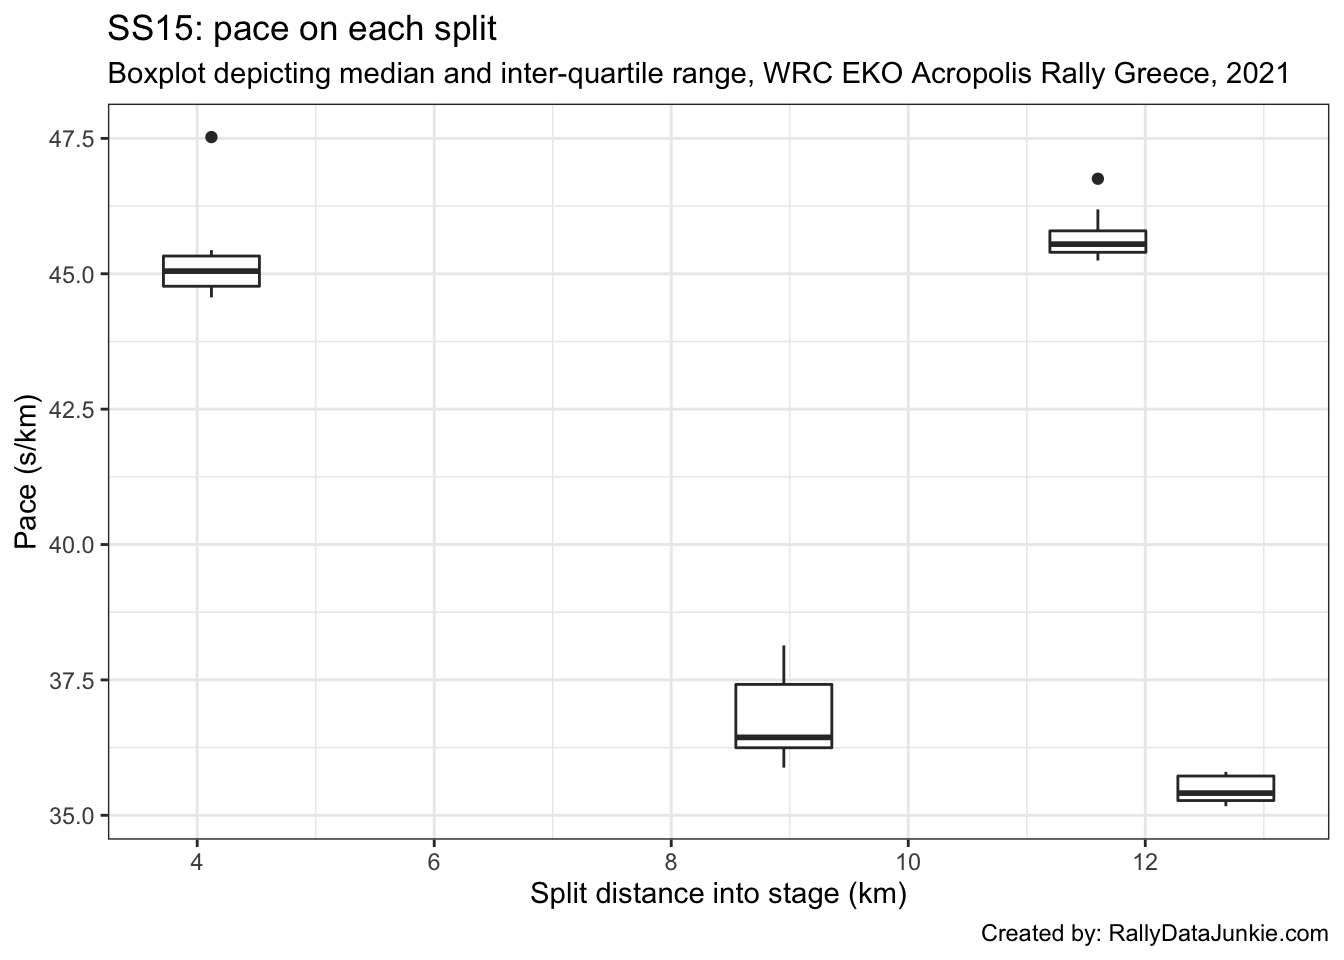 SS15: pace on each split
Boxplot depicting median and inter-quartile range, WRC EKO Acropolis Rally Greece, 2021
47.5
45.0
42.5
40.0
37.5
35.0
Pace (s/km)
4 6 8 10 12
Split distance into stage (km)
Created by: RallyDataJunkie.com